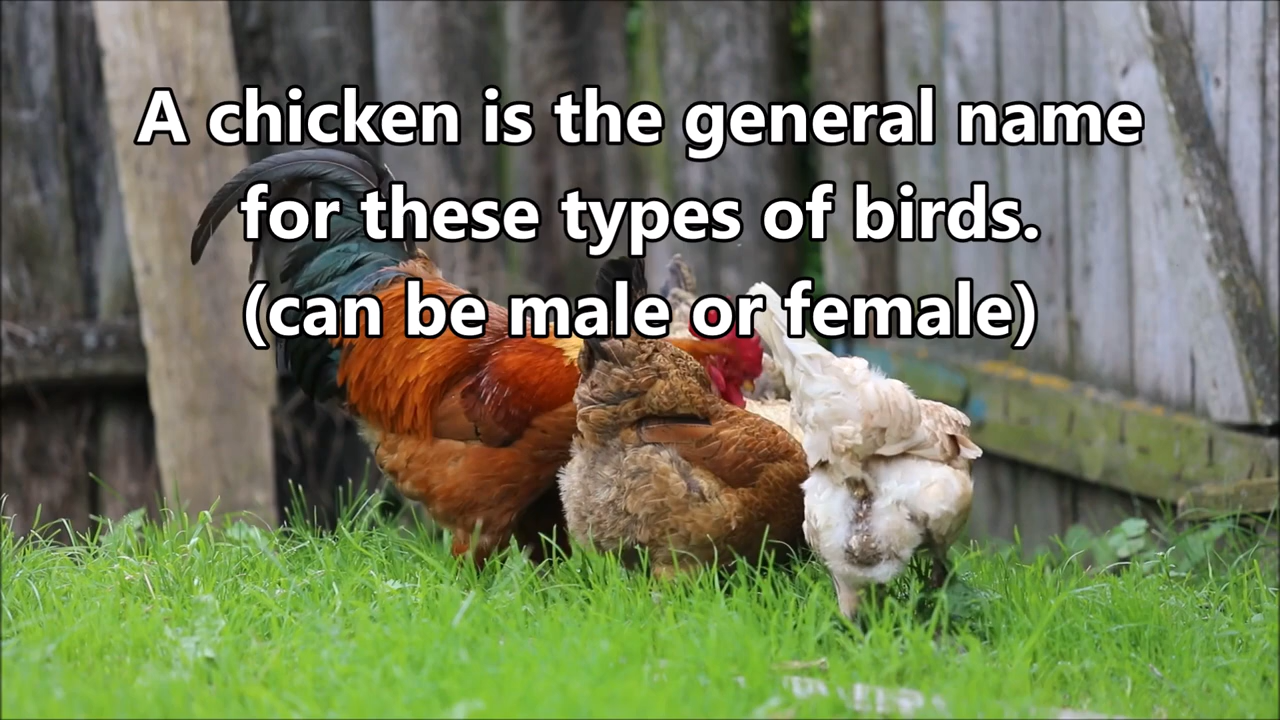 A chicken is the general name
for these types of birds.
(can be male or female)